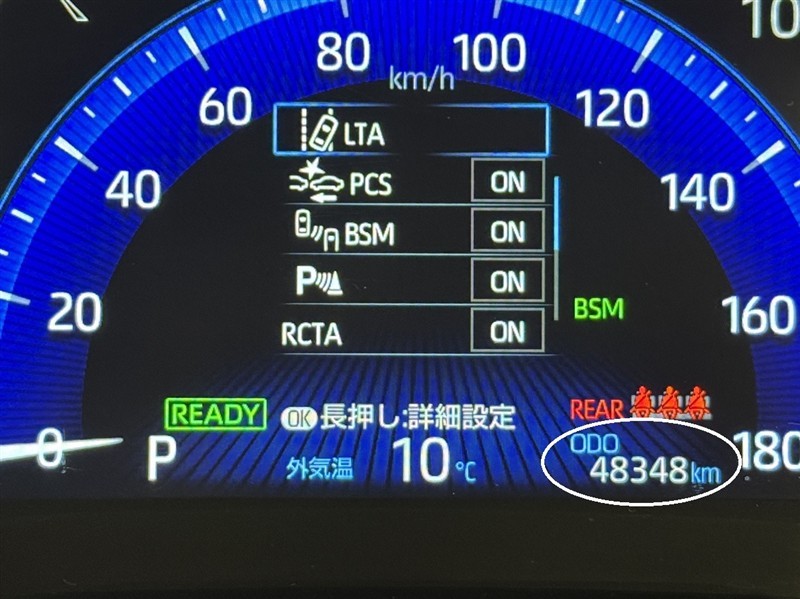 80 100 10
km/h
60 120
LTA
40 140
PCS ON
BSM ON
P ON
20 BSM 160
RCTA ON
READY OK 長押し:詳細設定 REAR
0 P 外気温 10℃ ODO 180
48348km